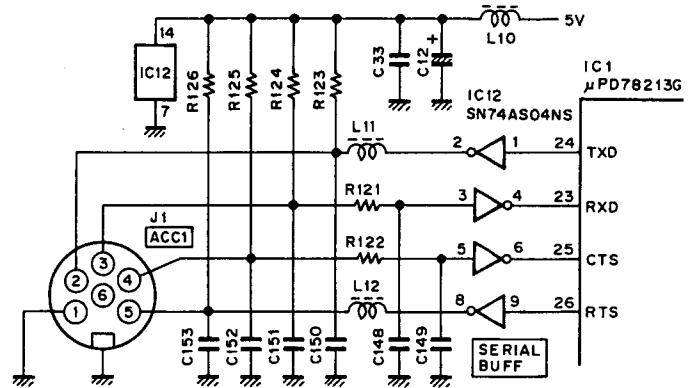 14
5V
L10
IC12
7
R126
R125
R124
R123
C33
C12
+
IC1
μPD78213G
IC12
SN74AS04NS
L11
2
1
24
TXD
R121
3
4
23
RXD
J1
ACC1
R122
5
6
25
CTS
3
2
4
6
1
5
L12
8
9
26
RTS
C153
C152
C151
C150
C148
C149
SERIAL
BUFF